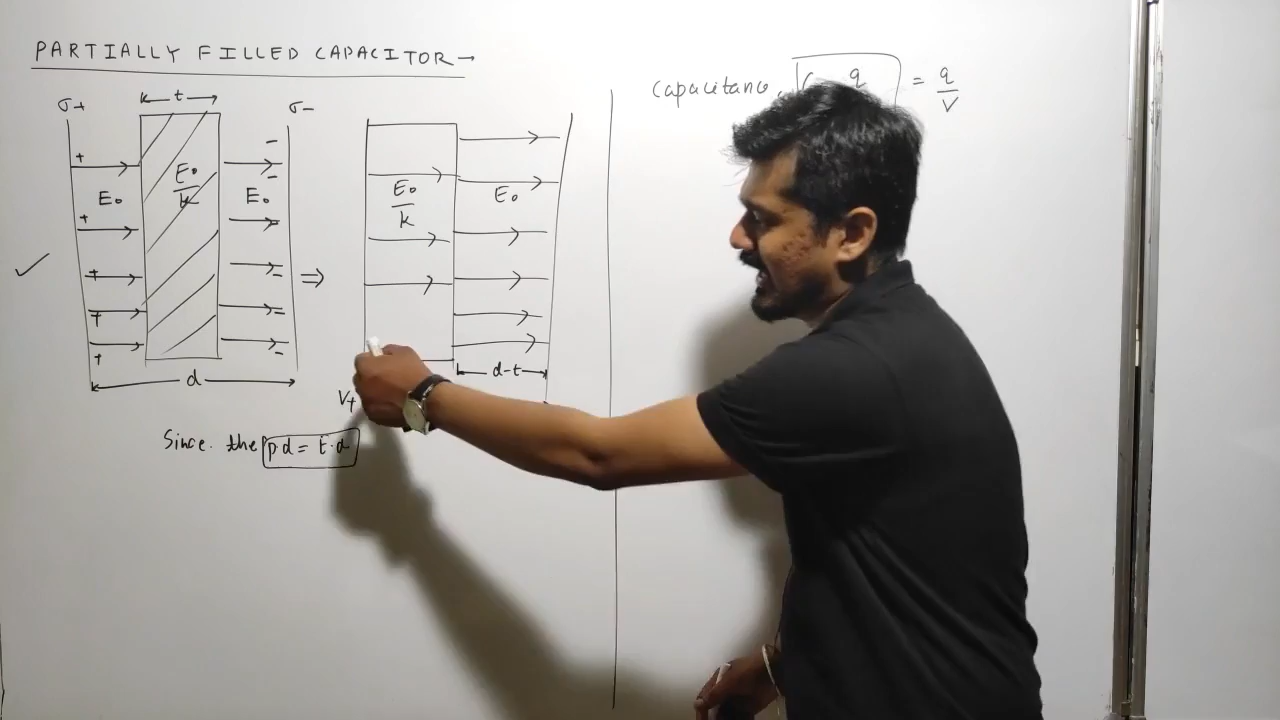 PARTIALLY FILLED CAPACITOR →
σ+ t σ-
E₀ E₀/k E₀
⇒
E₀/k E₀
d
d-t
V+
Since the p.d = E.d
Capacitance, q = q/V